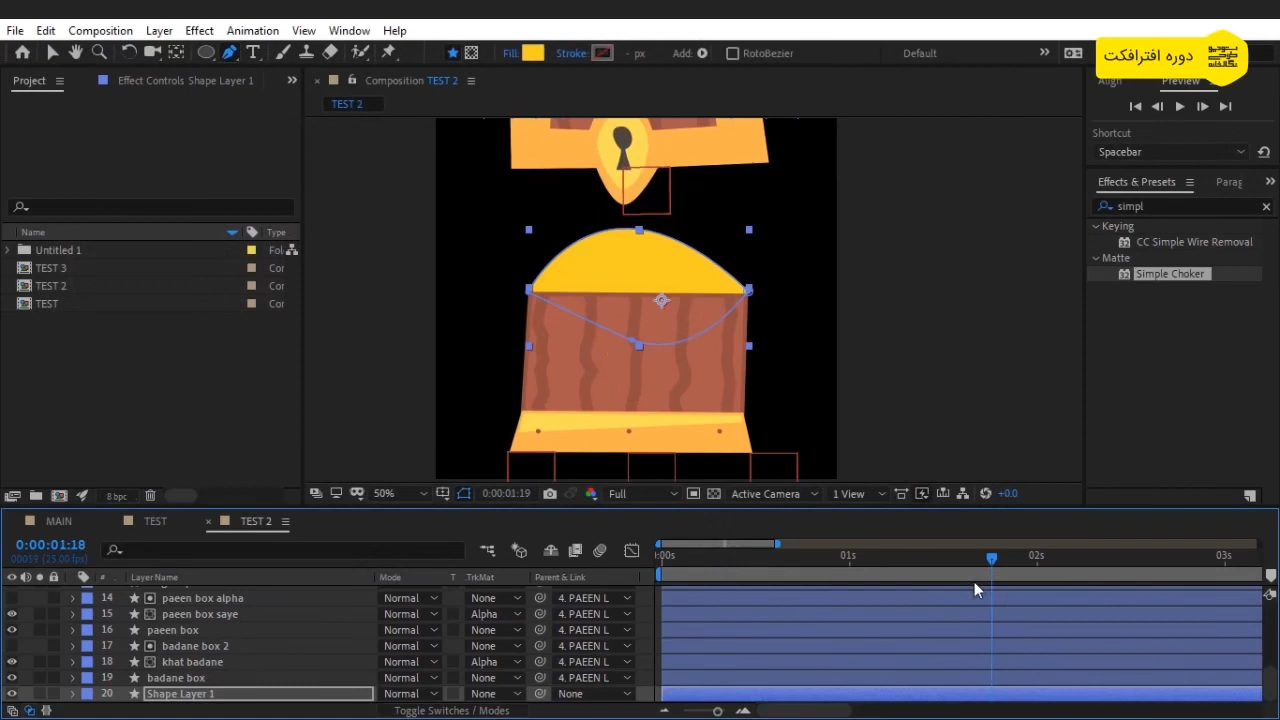 File Edit Composition Layer Effect Animation View Window Help
Fill: Stroke: - px Add: RotoBezier Default
دوره افترافکت
Project Effect Controls Shape Layer 1 Composition TEST 2 Align Preview
TEST 2
Shortcut
Spacebar
Effects & Presets Parag
simpl
Keying
CC Simple Wire Removal
Matte
Simple Choker
Name Type
Untitled 1 Fol
TEST 3 Cor
TEST 2 Cor
TEST Cor
8 bpc 50% 0:00:01:19 Full Active Camera 1 View +0.0
MAIN TEST TEST 2
0:00:01:18
00059 (25.00 fps)
:00s 01s 02s 03s
# Layer Name Mode T .TrkMat Parent & Link
14 paeen box alpha Normal None 4. PAEEN L
15 paeen box saye Normal Alpha 4. PAEEN L
16 paeen box Normal None 4. PAEEN L
17 badane box 2 Normal None 4. PAEEN L
18 khat badane Normal Alpha 4. PAEEN L
19 badane box Normal None 4. PAEEN L
20 Shape Layer 1 Normal None None
Toggle Switches / Modes